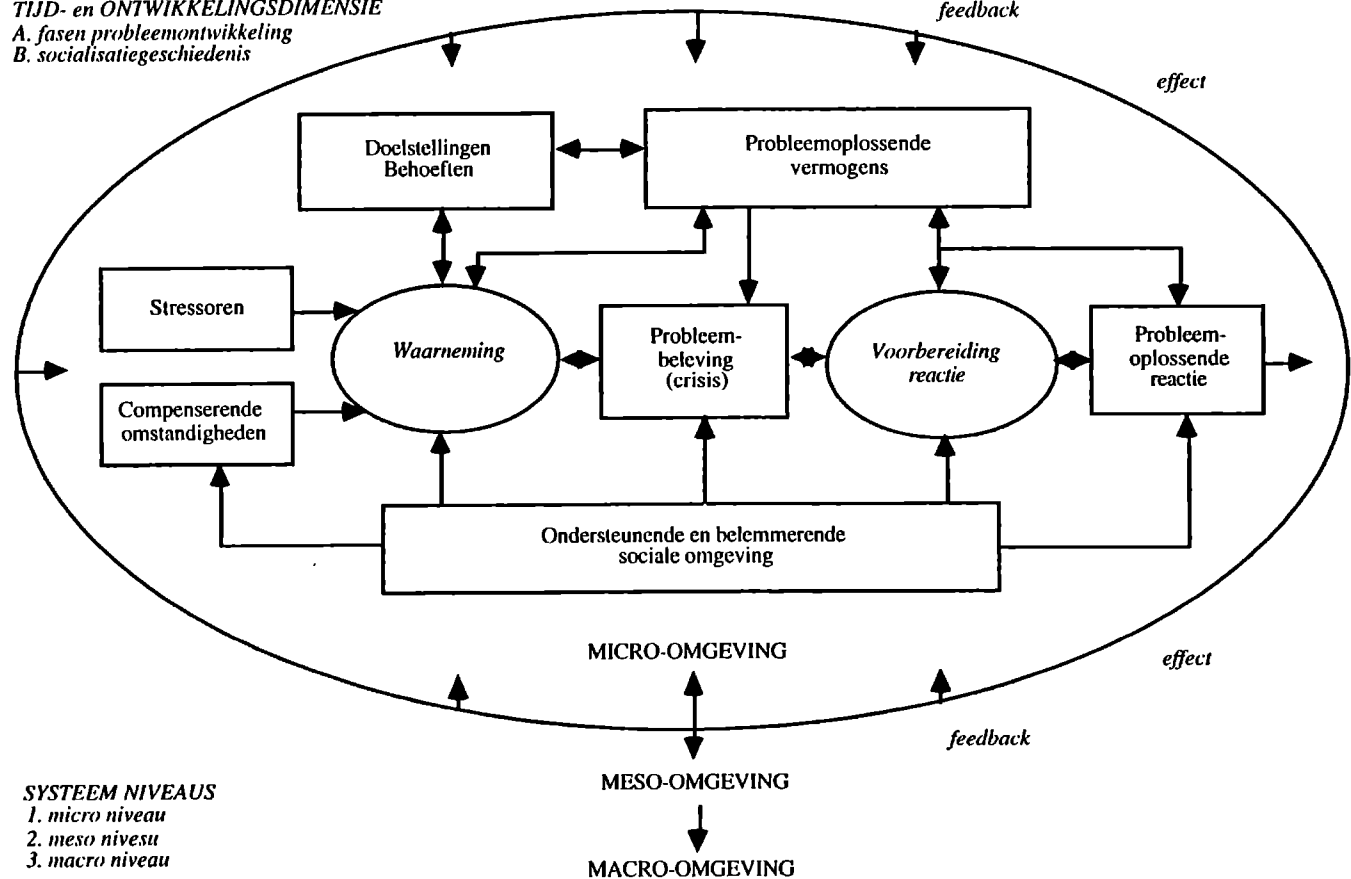 TIJD- en ONTWIKKELINGSDIMENSIE
A. fasen probleemontwikkeling
B. socialisatiegeschiedenis
feedback
effect
Doelstellingen
Behoeften
Probleemoplossende
vermogens
Stressoren
Waarneming
Probleem-
beleving
(crisis)
Voorbereiding
reactie
Probleem-
oplossende
reactie
Compenserende
omstandigheden
Ondersteunende en belemmerende
sociale omgeving
MICRO-OMGEVING
effect
feedback
MESO-OMGEVING
MACRO-OMGEVING
SYSTEEM NIVEAUS
1. micro niveau
2. meso nivesu
3. macro niveau